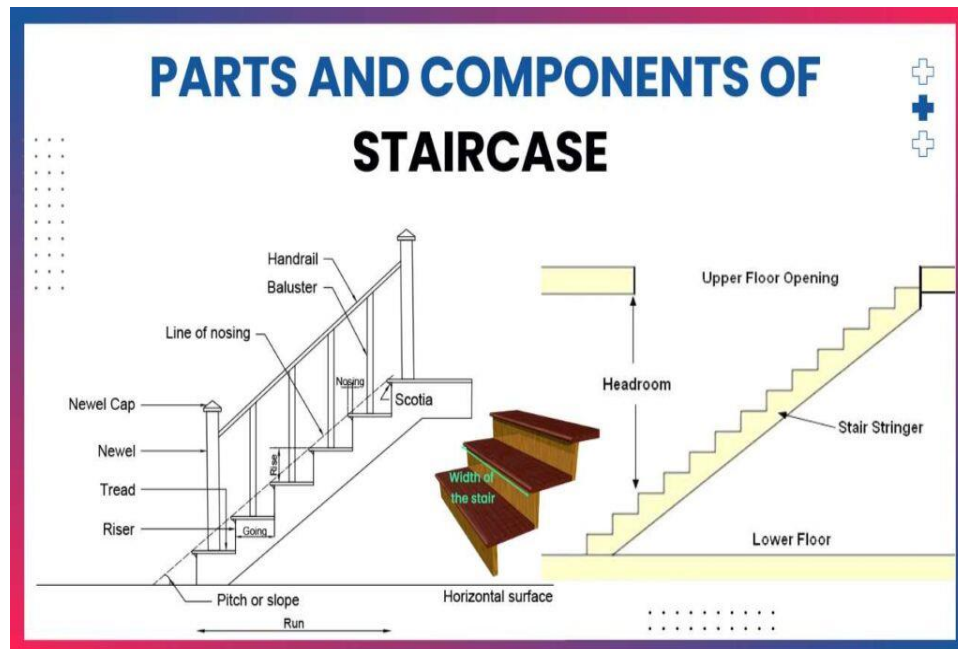 PARTS AND COMPONENTS OF
STAIRCASE
Handrail
Baluster
Line of nosing
Nosing
Scotia
Newel Cap
Newel
Rise
Tread
Riser
Going
Pitch or slope
Run
Width of
the stair
Horizontal surface
Upper Floor Opening
Headroom
Stair Stringer
Lower Floor